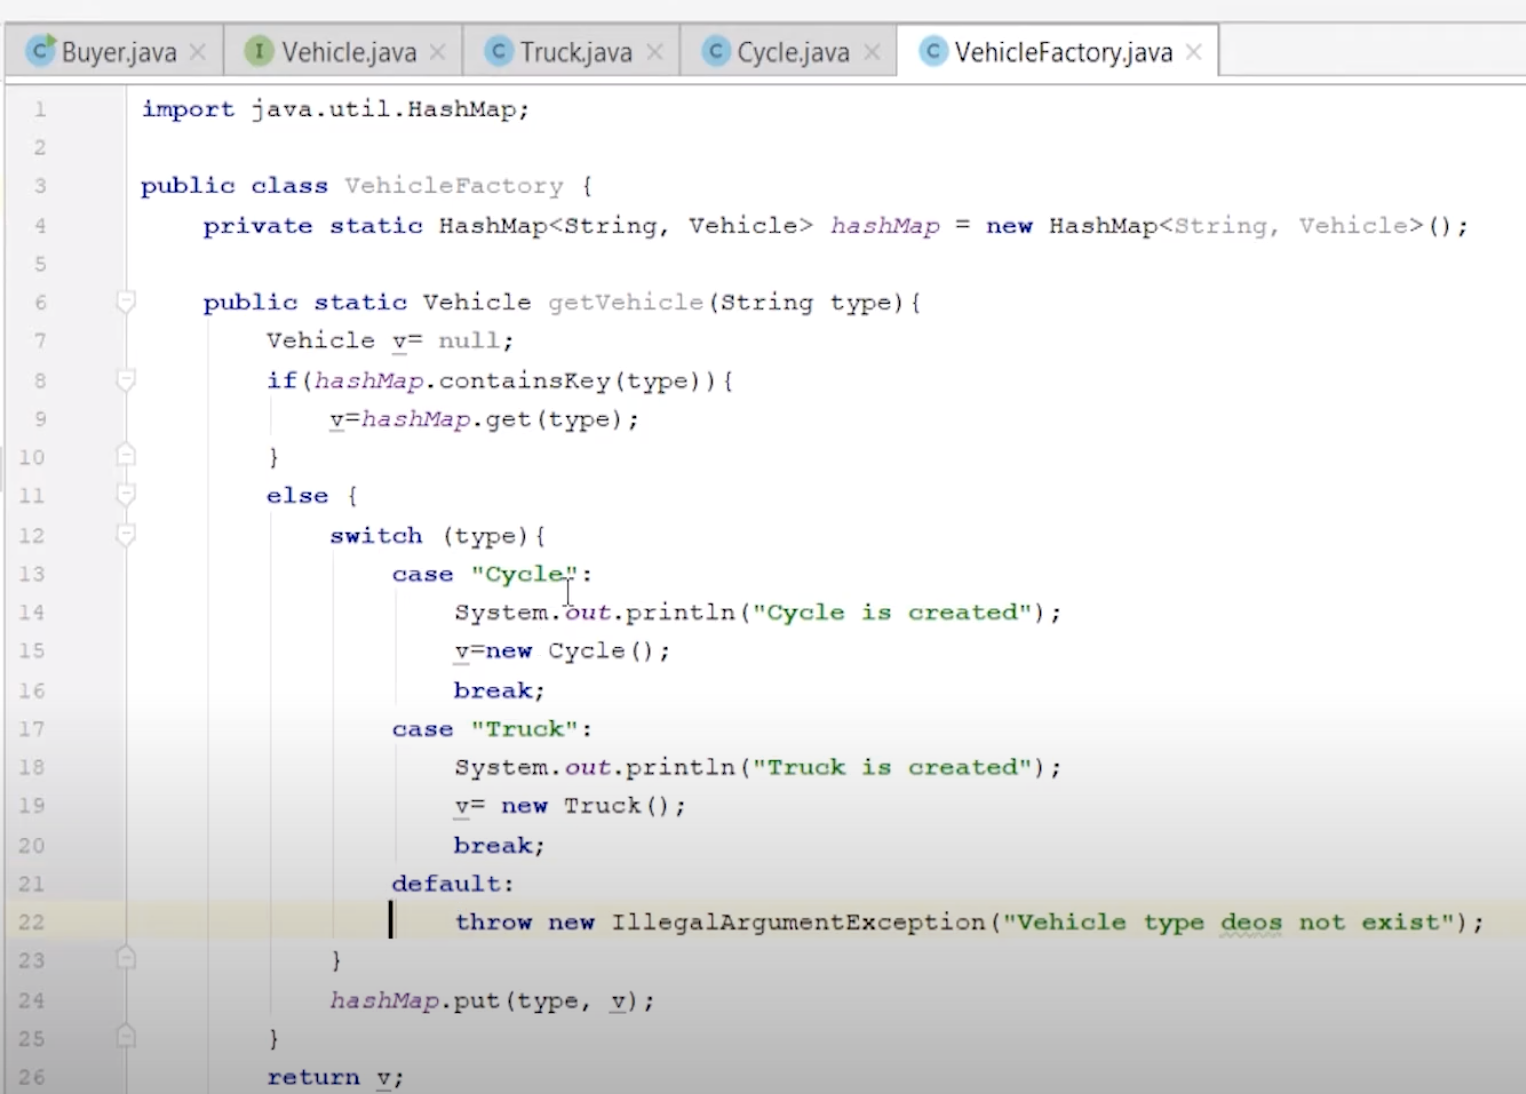 Buyer.java Vehicle.java Truck.java Cycle.java VehicleFactory.java
1 import java.util.HashMap;
2
3 public class VehicleFactory {
4 private static HashMap<String, Vehicle> hashMap = new HashMap<String, Vehicle>();
5
6 public static Vehicle getVehicle(String type){
7 Vehicle v= null;
8 if(hashMap.containsKey(type)){
9 v=hashMap.get(type);
10 }
11 else {
12 switch (type){
13 case "Cycle":
14 System.out.println("Cycle is created");
15 v=new Cycle();
16 break;
17 case "Truck":
18 System.out.println("Truck is created");
19 v= new Truck();
20 break;
21 default:
22 throw new IllegalArgumentException("Vehicle type deos not exist");
23 }
24 hashMap.put(type, v);
25 }
26 return v;